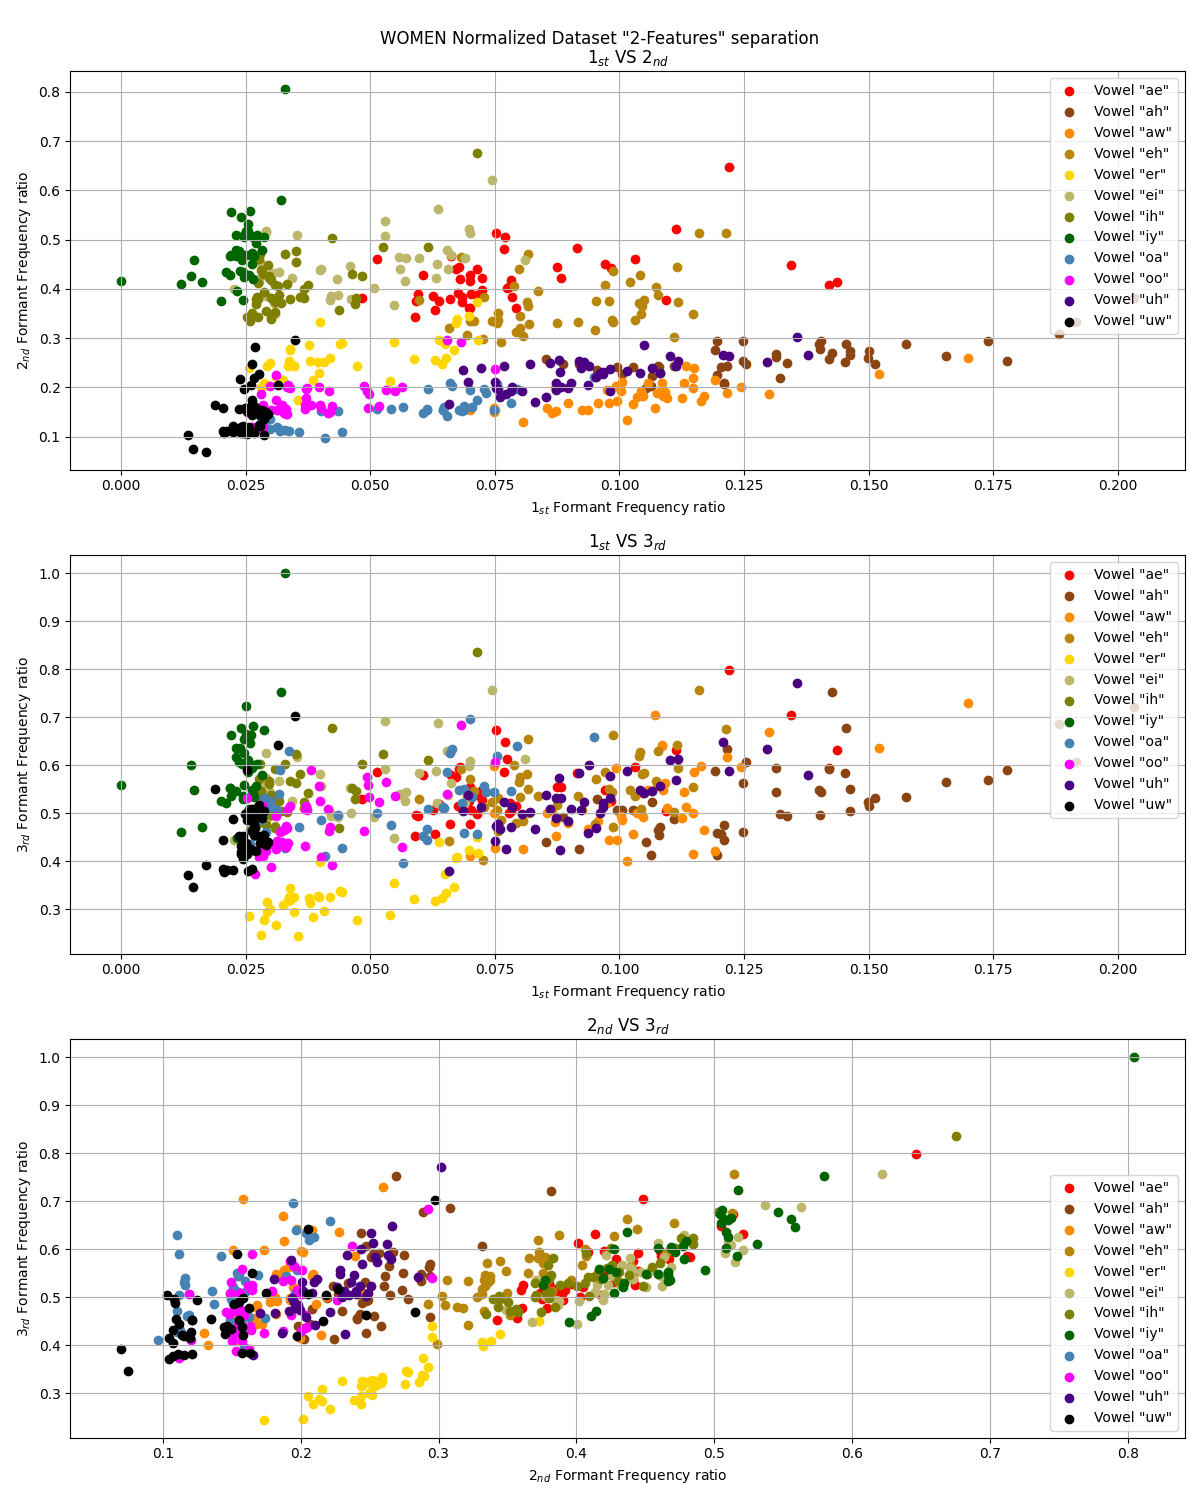 WOMEN Normalized Dataset "2-Features" separation
1st VS 2nd
2nd Formant Frequency ratio
0.8
0.7
0.6
0.5
0.4
0.3
0.2
0.1
Vowel "ae"
Vowel "ah"
Vowel "aw"
Vowel "eh"
Vowel "er"
Vowel "ei"
Vowel "ih"
Vowel "iy"
Vowel "oa"
Vowel "oo"
Vowel "uh"
Vowel "uw"
0.000 0.025 0.050 0.075 0.100 0.125 0.150 0.175 0.200
1st Formant Frequency ratio
1st VS 3rd
3rd Formant Frequency ratio
1.0
0.9
0.8
0.7
0.6
0.5
0.4
0.3
Vowel "ae"
Vowel "ah"
Vowel "aw"
Vowel "eh"
Vowel "er"
Vowel "ei"
Vowel "ih"
Vowel "iy"
Vowel "oa"
Vowel "oo"
Vowel "uh"
Vowel "uw"
0.000 0.025 0.050 0.075 0.100 0.125 0.150 0.175 0.200
1st Formant Frequency ratio
2nd VS 3rd
3rd Formant Frequency ratio
1.0
0.9
0.8
0.7
0.6
0.5
0.4
0.3
Vowel "ae"
Vowel "ah"
Vowel "aw"
Vowel "eh"
Vowel "er"
Vowel "ei"
Vowel "ih"
Vowel "iy"
Vowel "oa"
Vowel "oo"
Vowel "uh"
Vowel "uw"
0.1 0.2 0.3 0.4 0.5 0.6 0.7 0.8
2nd Formant Frequency ratio